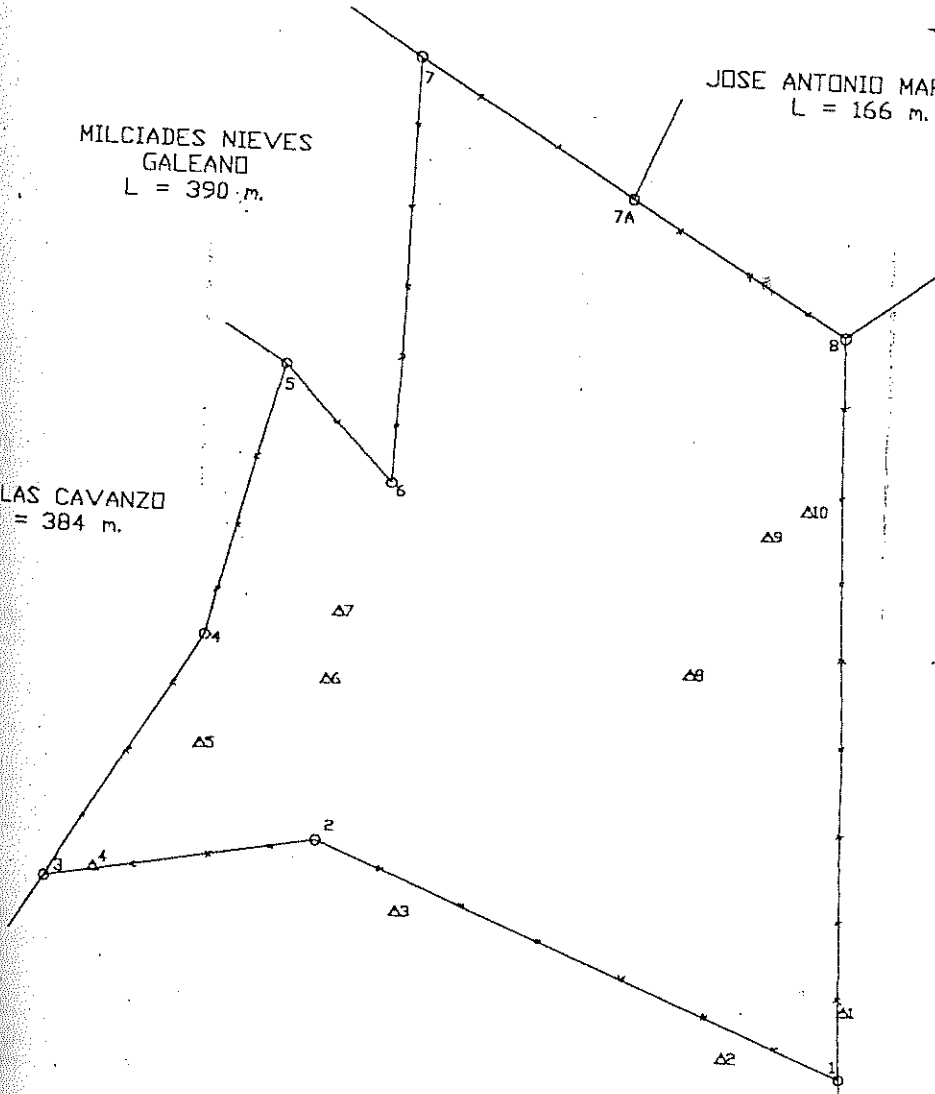 7
JOSE ANTONIO
L = 166 m.
MILCIADES NIEVES
GALEANO
L = 390 m.
7A
8
5
6
LAS CAVANZO
= 384 m.
Δ10
Δ9
Δ7
4
Δ6
Δ8
Δ5
2
3
Δ4
Δ3
Δ1
Δ2
1